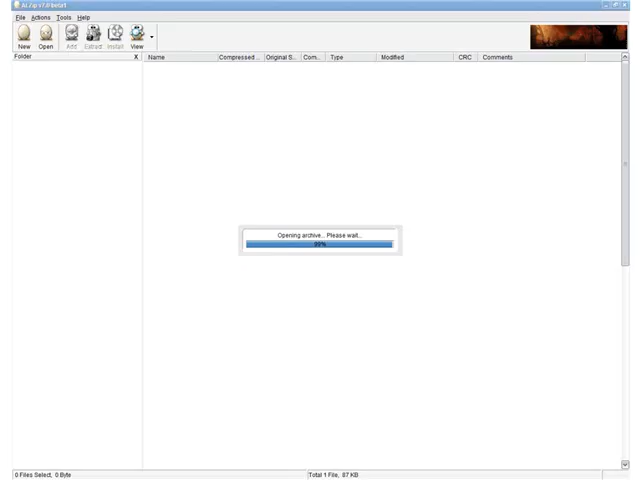 ALZip v7.0 beta1
File Actions Tools Help
New Open Add Extract Install View
Folder X Name Compressed ... Original S... Com... Type Modified CRC Comments
Opening archive... Please wait...
99%
0 Files Select, 0 Byte Total 1 File, 87 KB